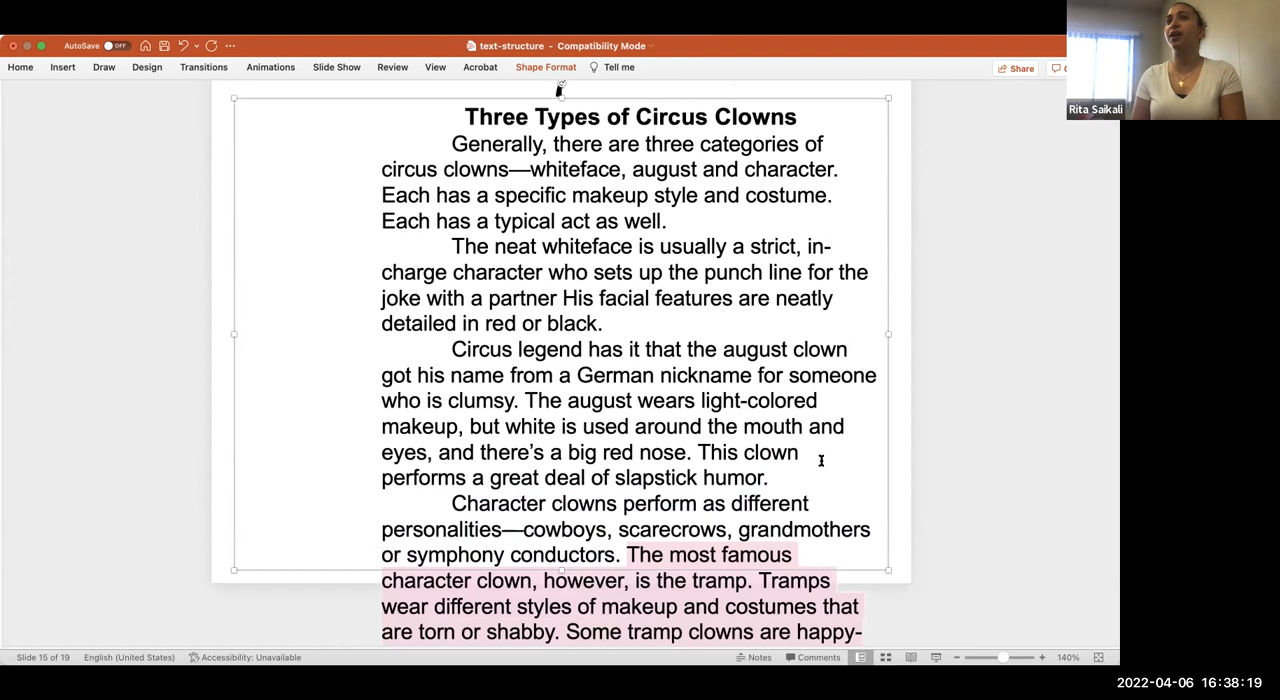 AutoSave OFF
text-structure - Compatibility Mode
Home Insert Draw Design Transitions Animations Slide Show Review View Acrobat Shape Format Tell me
Share
Rita Saikali
Three Types of Circus Clowns
Generally, there are three categories of
circus clowns—whiteface, august and character.
Each has a specific makeup style and costume.
Each has a typical act as well.
The neat whiteface is usually a strict, in-
charge character who sets up the punch line for the
joke with a partner His facial features are neatly
detailed in red or black.
Circus legend has it that the august clown
got his name from a German nickname for someone
who is clumsy. The august wears light-colored
makeup, but white is used around the mouth and
eyes, and there's a big red nose. This clown
performs a great deal of slapstick humor.
Character clowns perform as different
personalities—cowboys, scarecrows, grandmothers
or symphony conductors. The most famous
character clown, however, is the tramp. Tramps
wear different styles of makeup and costumes that
are torn or shabby. Some tramp clowns are happy-
Slide 15 of 19 English (United States) Accessibility: Unavailable Notes Comments 140%
2022-04-06 16:38:19